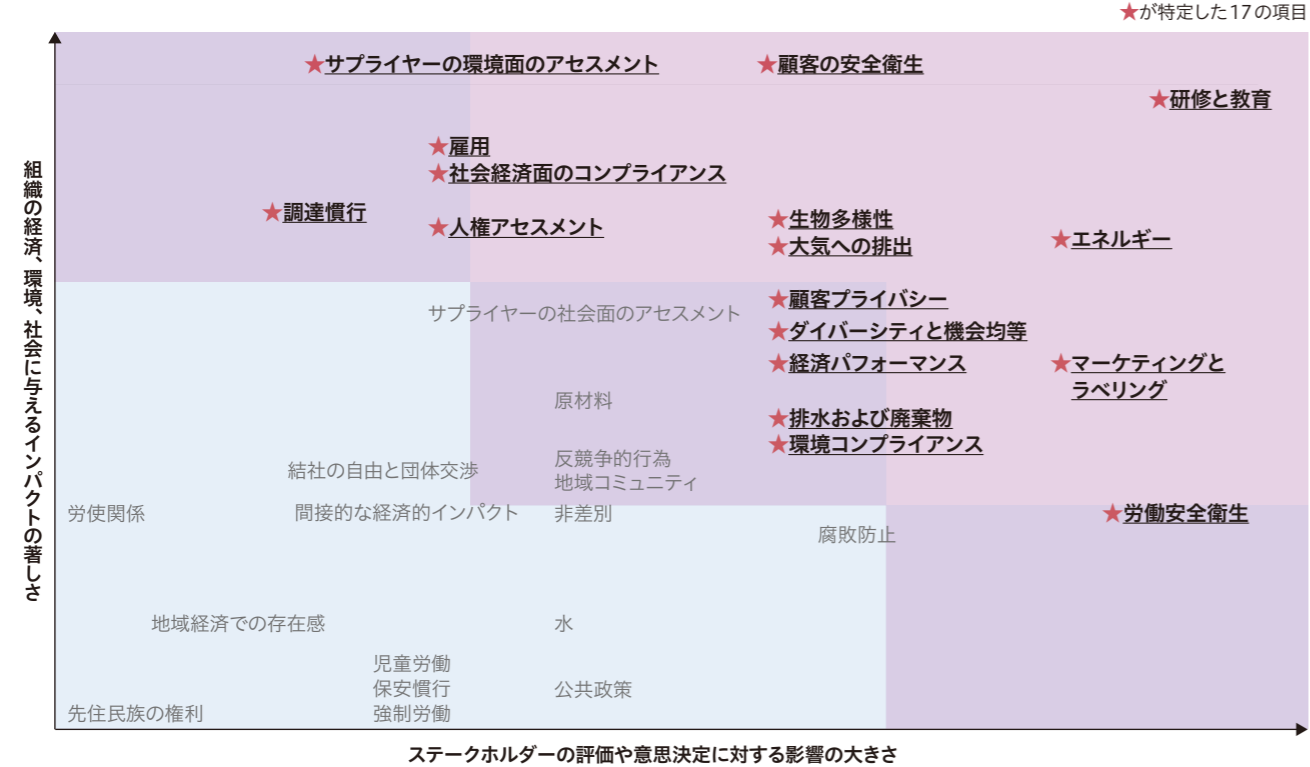 ★が特定した17の項目
★サプライヤーの環境面のアセスメント
★顧客の安全衛生
★研修と教育
★雇用
★社会経済面のコンプライアンス
★調達慣行
★人権アセスメント
★生物多様性
★大気への排出
★エネルギー
サプライヤーの社会面のアセスメント
★顧客プライバシー
★ダイバーシティと機会均等
★経済パフォーマンス
★マーケティングと
ラベリング
原材料
★排水および廃棄物
★環境コンプライアンス
結社の自由と団体交渉
反競争的行為
地域コミュニティ
労使関係
間接的な経済的インパクト
非差別
★労働安全衛生
腐敗防止
地域経済での存在感
水
児童労働
保安慣行
強制労働
公共政策
先住民族の権利
組織の経済、環境、社会に与えるインパクトの著しさ
ステークホルダーの評価や意思決定に対する影響の大きさ